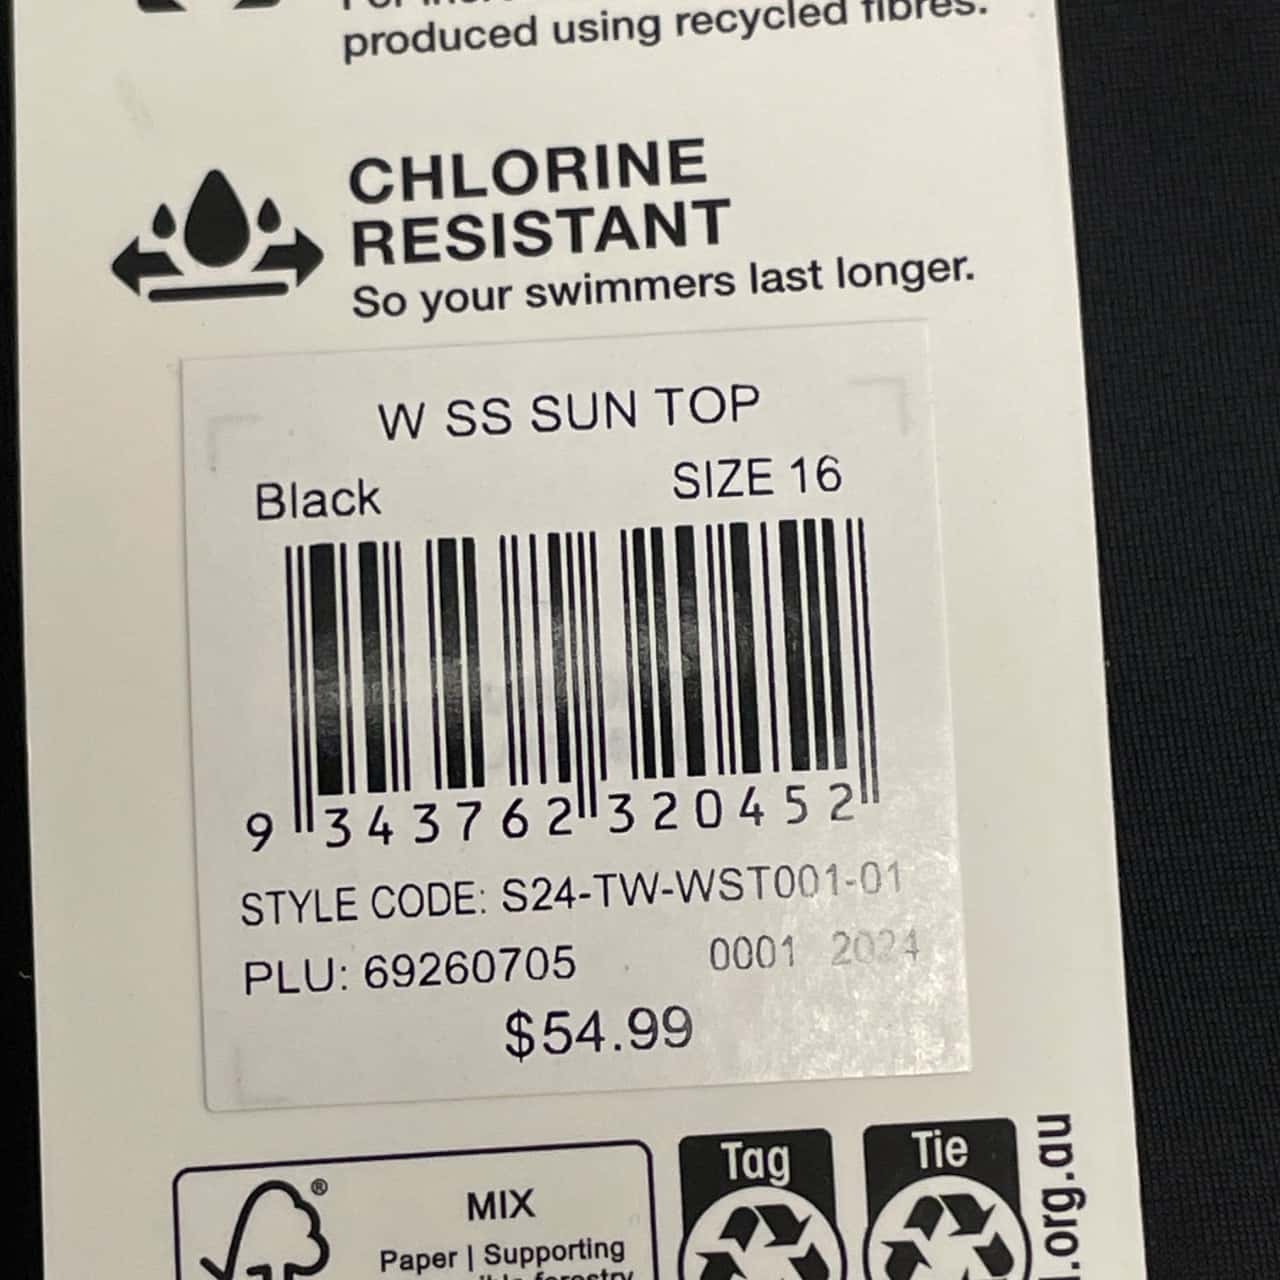 produced using recycled fibres.
CHLORINE
RESISTANT
So your swimmers last longer.
W SS SUN TOP
Black SIZE 16
9 343762 320452
STYLE CODE: S24-TW-WST001-01
PLU: 69260705 0001 2024
$54.99
Tag Tie
®
MIX
Paper | Supporting
forestry
.org.au